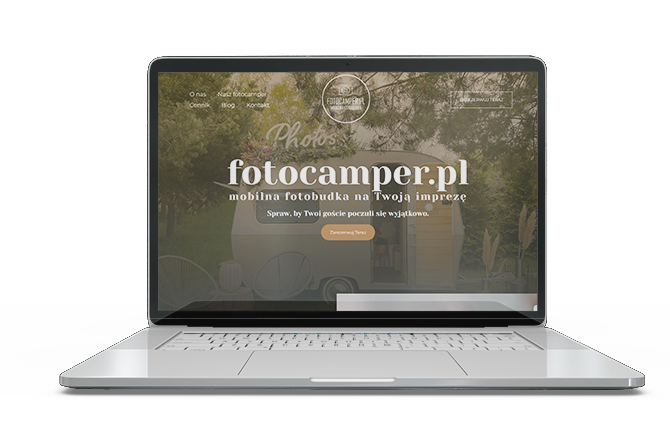 O nas Nasz fotocamper
Cennik Blog Kontakt
FOTOCAMPER.PL
Photos
fotocamper.pl
mobilna fotobudka na Twoją imprezę
Spraw, by Twoi goście poczuli się wyjątkowo.
Zarezerwuj Teraz